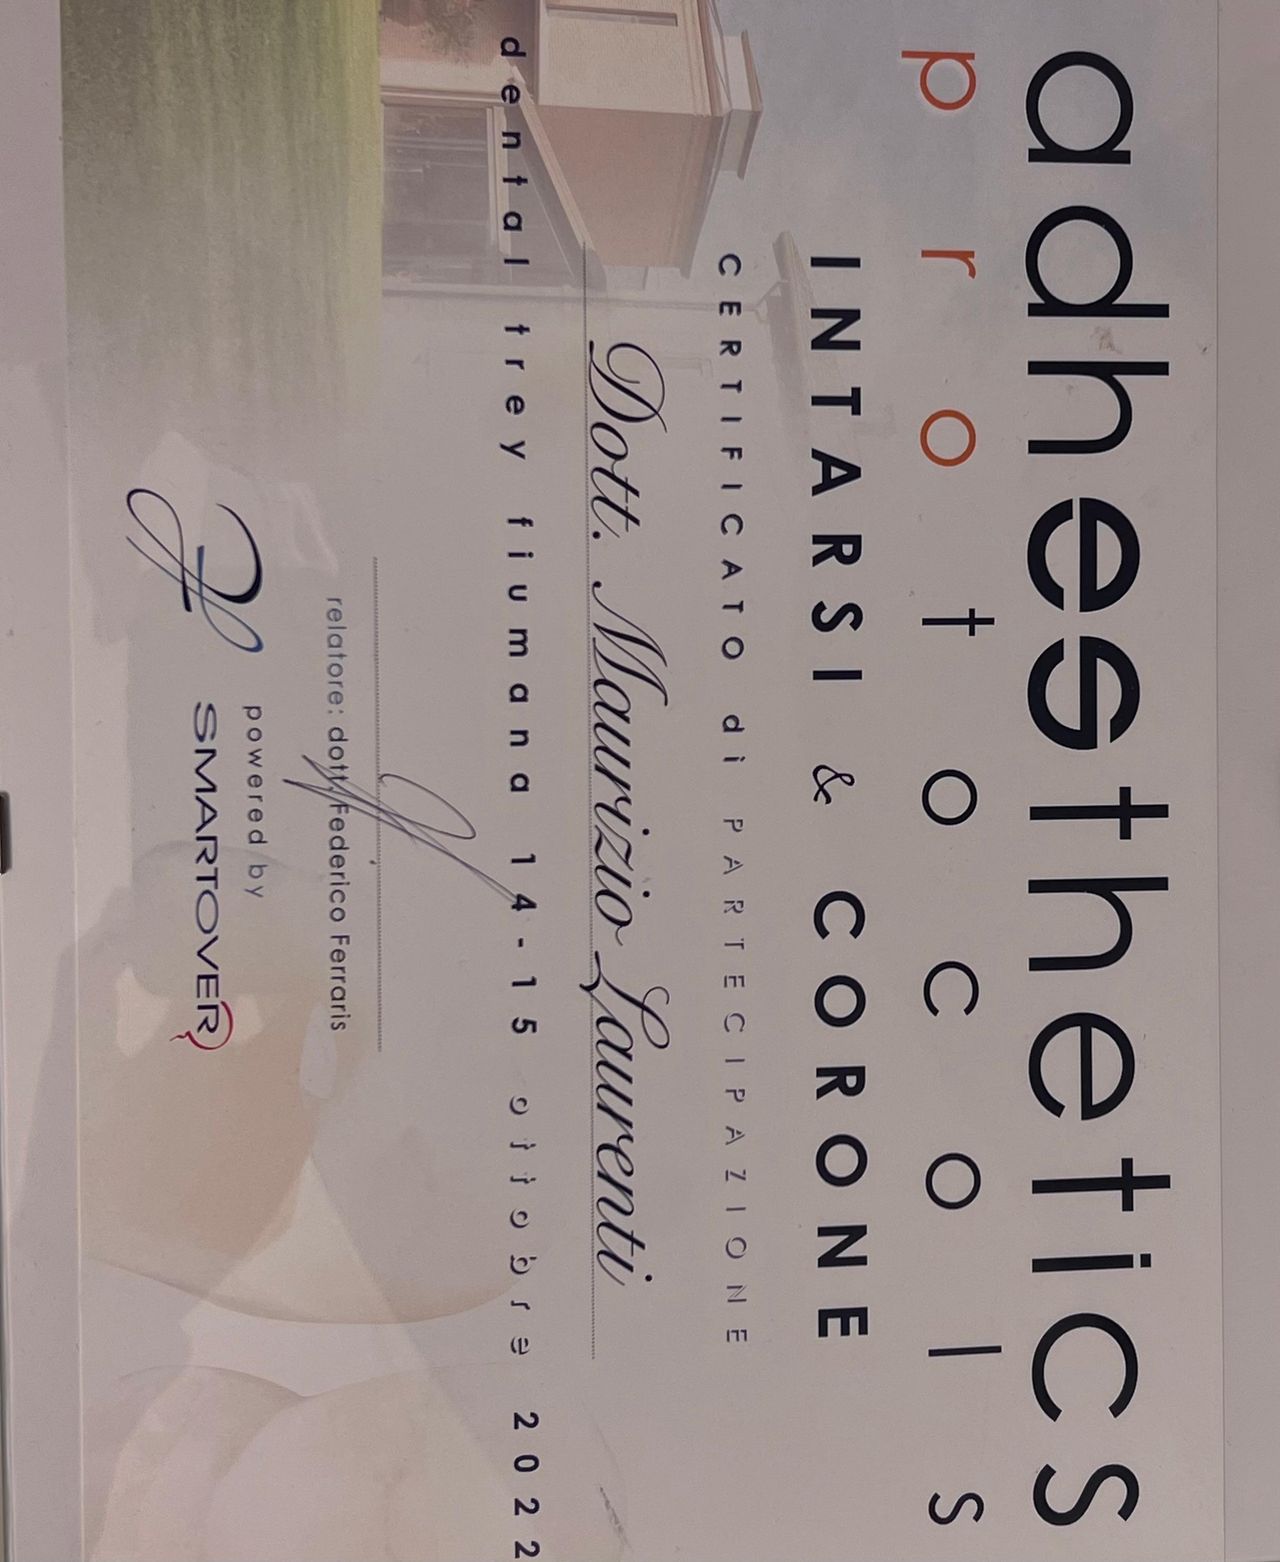 adhesthetics
protocols
INTARSI & CORONE
CERTIFICATO di PARTECIPAZIONE
Dott. Maurizio Laurenti
dental trey fiumana 14-15 ottobre 2022
relatore: dott. Federico Ferraris
powered by
SMARTOVER